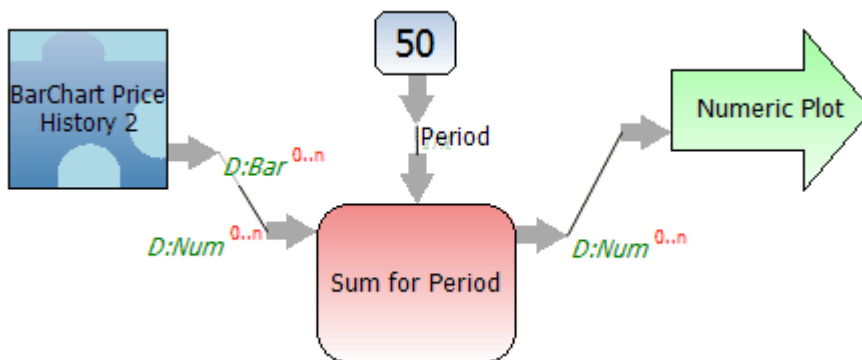 50
BarChart Price
History 2
Period
D:Bar 0..n
D:Num 0..n
Sum for Period
D:Num 0..n
Numeric Plot